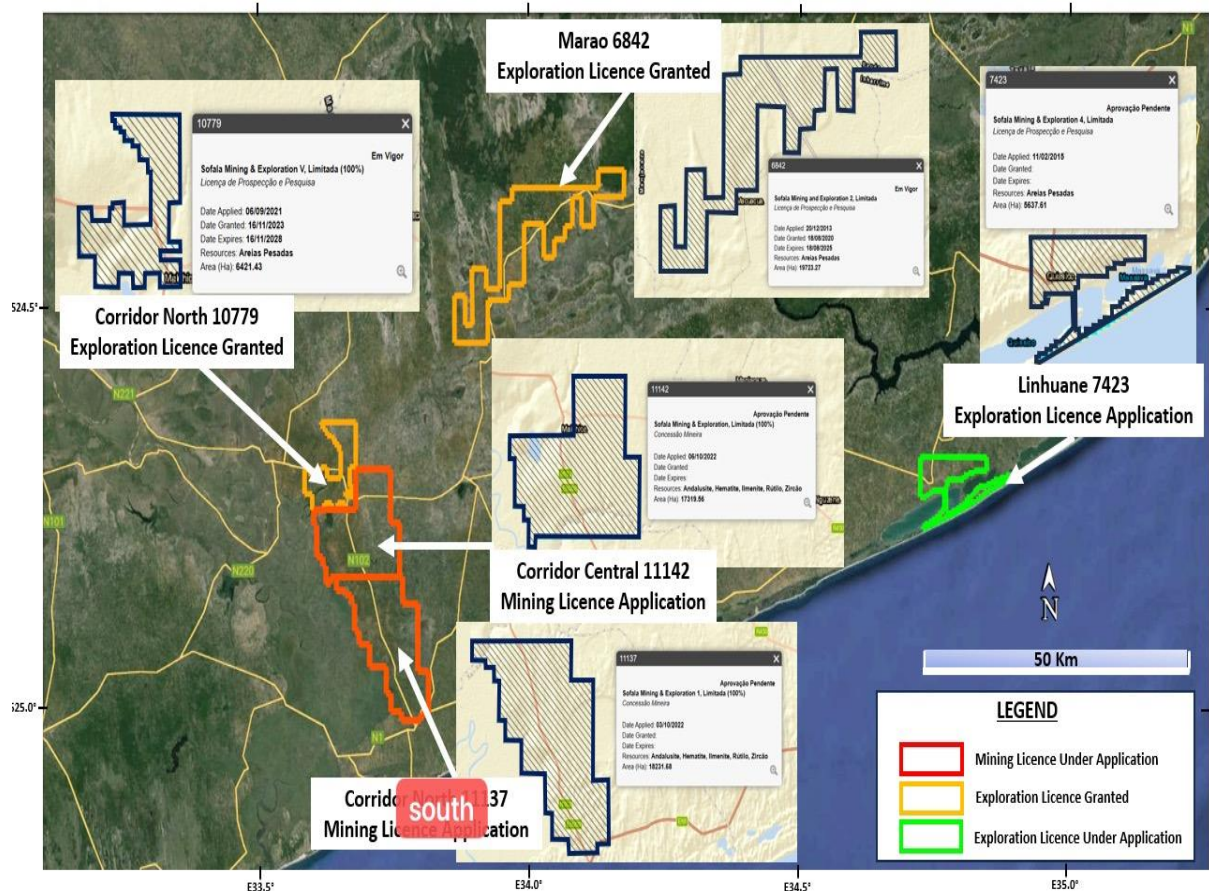 Marao 6842
Exploration Licence Granted
10779
X
Em Vigor
Sofala Mining & Exploration V, Limitada (100%)
Licença de Prospecção e Pesquisa
Date Applied: 06/09/2021
Date Granted: 16/11/2023
Date Expires: 16/11/2028
Resources: Areias Pesadas
Area (Ha): 6421.43
Corridor North 10779
Exploration Licence Granted
6842
X
Em Vigor
Sofala Mining and Exploration 2, Limitada
Licença de Prospecção e Pesquisa
Date Applied: 20/12/2013
Date Granted: 18/08/2020
Date Expires: 18/08/2025
Resources: Areias Pesadas
Area (Ha): 19723.27
7423
X
Aprovação Pendente
Sofala Mining & Exploration 4, Limitada
Licença de Prospecção e Pesquisa
Date Applied: 11/02/2015
Date Granted:
Date Expires:
Resources: Areias Pesadas
Area (Ha): 5637.61
Quissico
Quissico
Linhuane 7423
Exploration Licence Application
11142
X
Aprovação Pendente
Sofala Mining & Exploration, Limitada (100%)
Concessão Mineira
Date Applied: 06/10/2022
Date Granted:
Date Expires:
Resources: Andalusite, Hematite, Ilmenite, Rútilo, Zircão
Area (Ha): 17319.56
Corridor Central 11142
Mining Licence Application
11137
X
Aprovação Pendente
Sofala Mining & Exploration 1, Limitada (100%)
Concessão Mineira
Date Applied: 03/10/2022
Date Granted:
Date Expires:
Resources: Andalusite, Hematite, Ilmenite, Rútilo, Zircão
Area (Ha): 18231.68
Corridor 11137
south
Mining Licence Application
N1
N221
N101
N220
N102
N1
N
50 Km
LEGEND
Mining Licence Under Application
Exploration Licence Granted
Exploration Licence Under Application
S24.5°
S25.0°
E33.5°
E34.0°
E34.5°
E35.0°